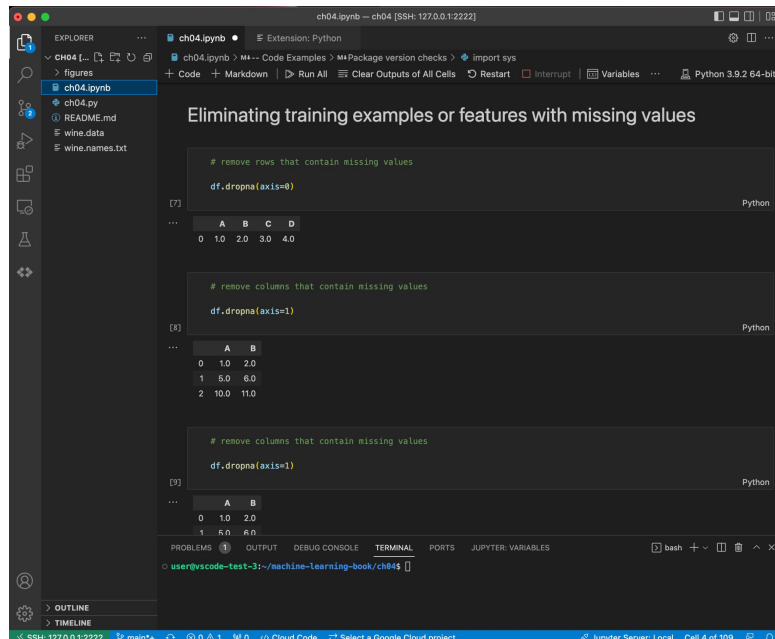 ch04.ipynb — ch04 [SSH: 127.0.0.1:2222]
EXPLORER ...
ch04.ipynb ●
Extension: Python
CH04 [...
figures
ch04.ipynb
ch04.py
README.md
wine.data
wine.names.txt
OUTLINE
TIMELINE
1
2
ch04.ipynb > M↓-- Code Examples > M↓Package version checks > import sys
+ Code + Markdown | Run All Clear Outputs of All Cells Restart Interrupt | Variables ... Python 3.9.2 64-bit
Eliminating training examples or features with missing values
# remove rows that contain missing values
df.dropna(axis=0)
[7] Python
... A B C D
0 1.0 2.0 3.0 4.0
# remove columns that contain missing values
df.dropna(axis=1)
[8] Python
... A B
0 1.0 2.0
1 5.0 6.0
2 10.0 11.0
# remove columns that contain missing values
df.dropna(axis=1)
[9] Python
... A B
0 1.0 2.0
1 5.0 6.0
PROBLEMS 1 OUTPUT DEBUG CONSOLE TERMINAL PORTS JUPYTER: VARIABLES bash
user@vscode-test-3:~/machine-learning-book/ch04$
SSH: 127.0.0.1:2222 main*+ 0 1 0 Cloud Code Select a Google Cloud project Jupyter Server: Local Cell 4 of 109